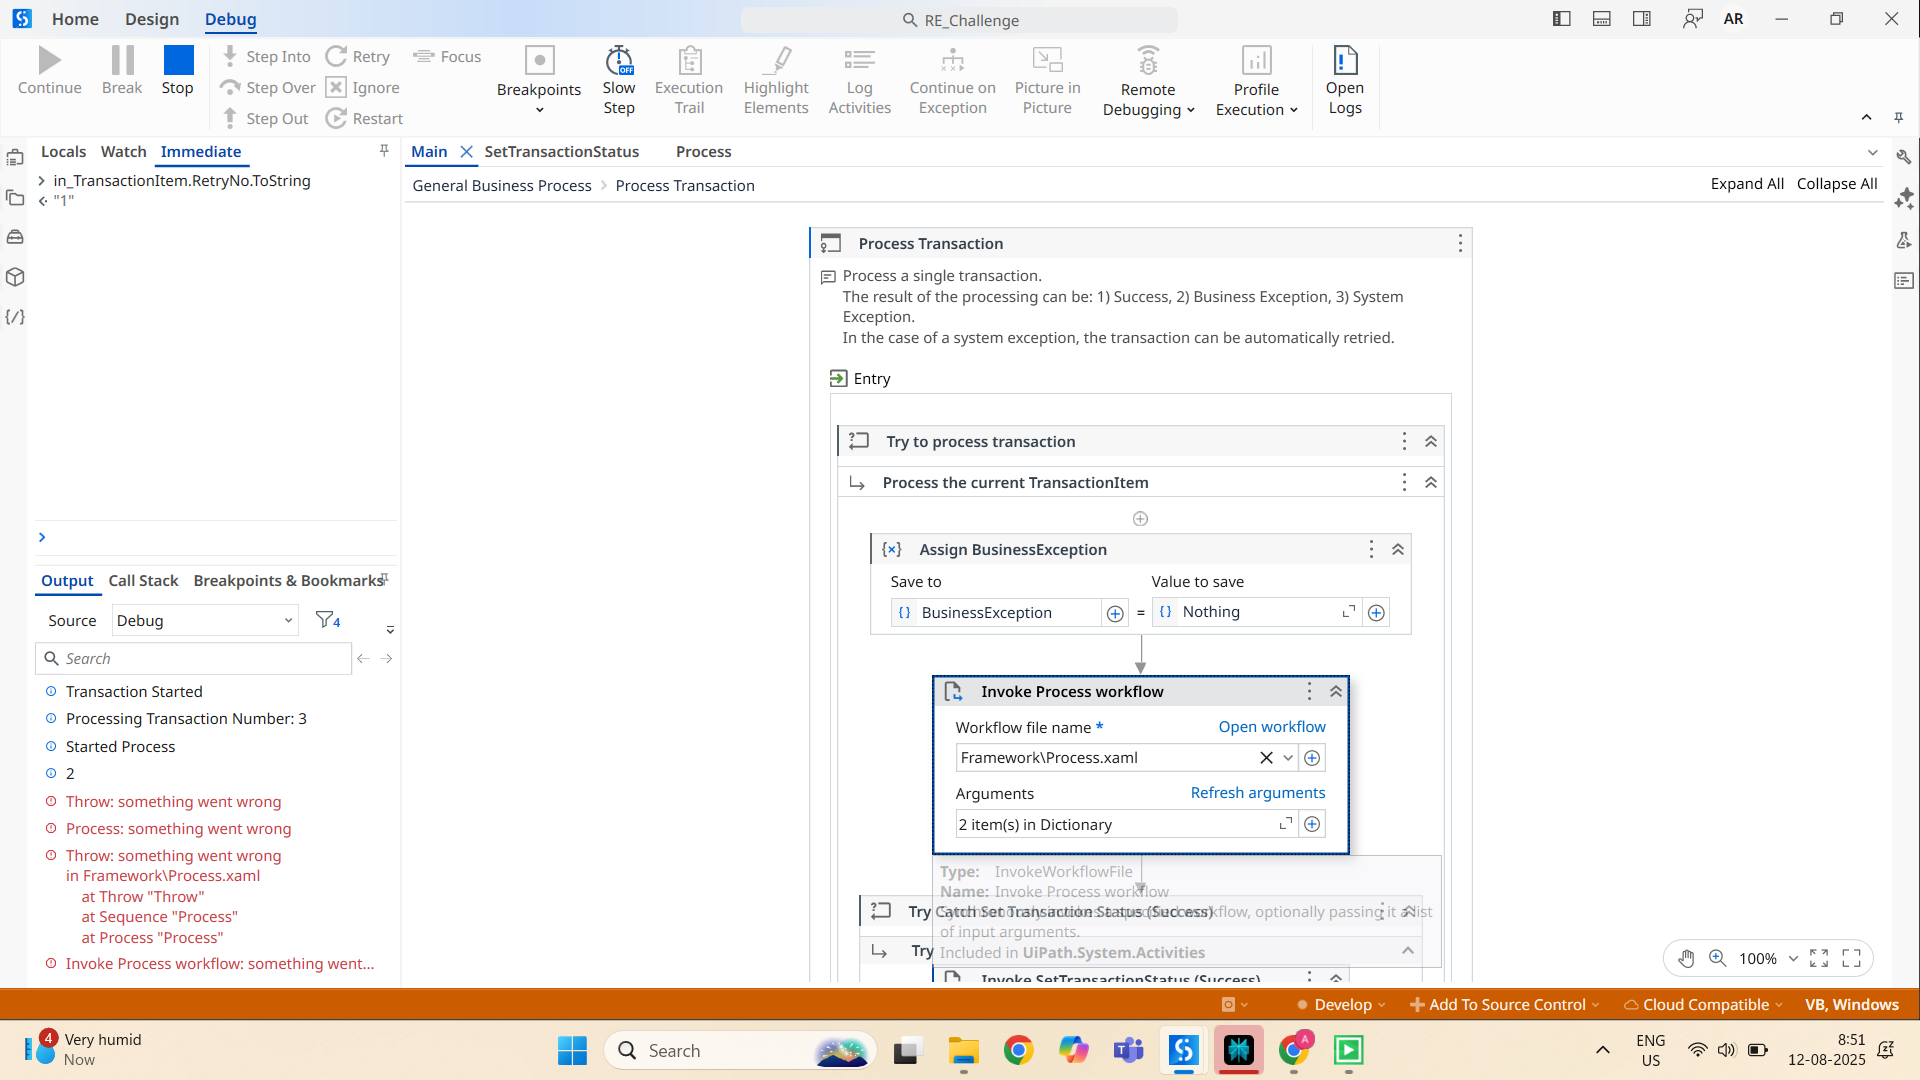 Home
Design
Debug
RE_Challenge
AR
Continue
Break
Stop
Step Into
Step Over
Step Out
Retry
Ignore
Restart
Focus
Breakpoints
Slow
Step
OFF
Execution
Trail
Highlight
Elements
Log
Activities
Continue on
Exception
Picture in
Picture
Remote
Debugging
Profile
Execution
Open
Logs
Locals
Watch
Immediate
in_TransactionItem.RetryNo.ToString
"1"
Main
SetTransactionStatus
Process
General Business Process
Process Transaction
Expand All
Collapse All
Process Transaction
Process a single transaction.
The result of the processing can be: 1) Success, 2) Business Exception, 3) System
Exception.
In the case of a system exception, the transaction can be automatically retried.
Entry
Try to process transaction
Process the current TransactionItem
Assign BusinessException
Save to
Value to save
BusinessException
=
Nothing
Invoke Process workflow
Workflow file name *
Open workflow
Framework\Process.xaml
Arguments
Refresh arguments
2 item(s) in Dictionary
Type: InvokeWorkflowFile
Name: Invoke Process workflow
Try Catch Set Transaction Status (Success)
Synchronously invokes a specified workflow, optionally passing it a list
of input arguments.
Try
Included in UiPath.System.Activities
Invoke SetTransactionStatus (Success)
Output
Call Stack
Breakpoints & Bookmarks
Source
Debug
4
Search
Transaction Started
Processing Transaction Number: 3
Started Process
2
Throw: something went wrong
Process: something went wrong
Throw: something went wrong
in Framework\Process.xaml
at Throw "Throw"
at Sequence "Process"
at Process "Process"
Invoke Process workflow: something went...
100%
Develop
Add To Source Control
Cloud Compatible
VB, Windows
4
Very humid
Now
Search
A
ENG
US
8:51
12-08-2025